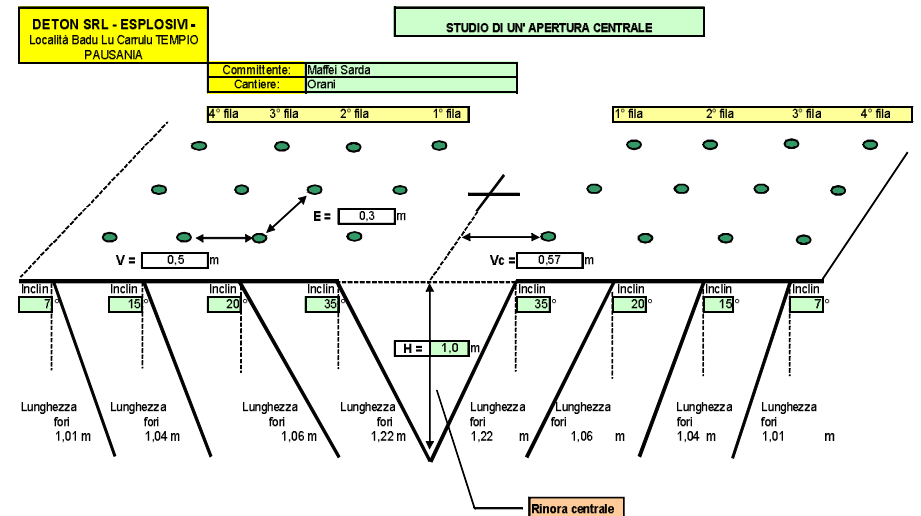 DETON SRL - ESPLOSIVI -
Località Badu Lu Carrulu TEMPIO
PAUSANIA
STUDIO DI UN' APERTURA CENTRALE
Committente: Maffei Sarda
Cantiere: Orani
4° fila 3° fila 2° fila 1° fila
1° fila 2° fila 3° fila 4° fila
E = 0,3 m
V = 0,5 m
Vc = 0,57 m
Inclin Inclin Inclin Inclin Inclin Inclin Inclin Inclin
7 ° 15 ° 20 ° 35 ° 35 ° 20 ° 15 ° 7 °
H = 1,0 m
Lunghezza Lunghezza Lunghezza Lunghezza Lunghezza Lunghezza Lunghezza Lunghezza
fori fori fori fori fori fori fori fori
1,01 m 1,04 m 1,06 m 1,22 m 1,22 m 1,06 m 1,04 m 1,01 m
Rinora centrale